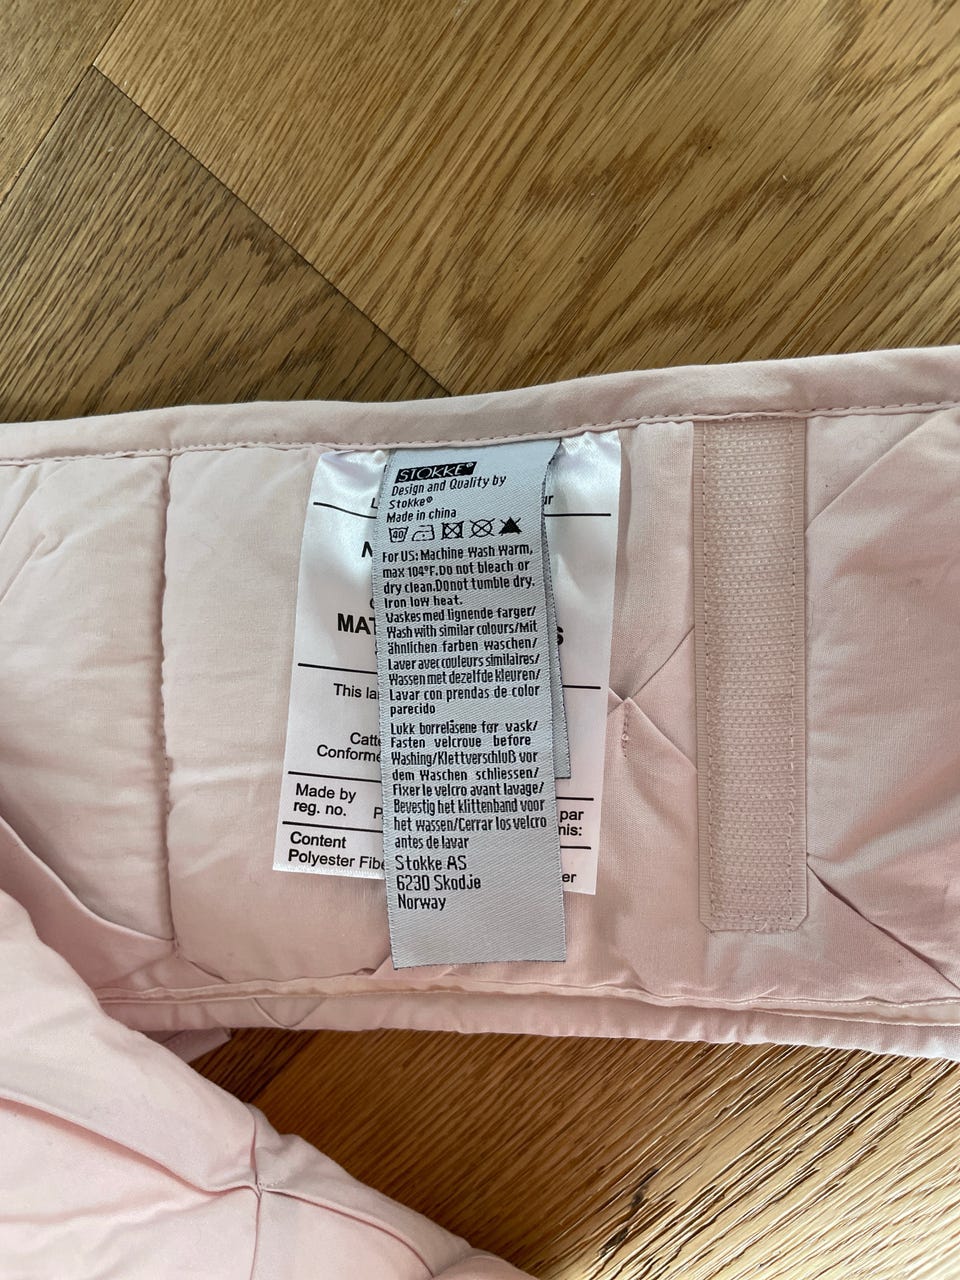 STOKKE®
Design and Quality by
Stokke®
Made in china
40
For US: Machine Wash Warm,
max 104°F.Do not bleach or
dry clean.Donot tumble dry.
Iron low heat.
Vaskes med lignende farger/
Wash with similar colours/Mit
ähnlichen farben waschen/
Laver avec couleurs similaires/
Wassen met dezelfde kleuren/
Lavar con prendas de color
parecido
Lukk borrelåsene før vask/
Fasten velcroue before
Washing/Klettverschluß vor
dem Waschen schliessen/
Fixer le velcro avant lavage/
Bevestig het klittenband voor
het wassen/Cerrar los velcro
antes de lavar
Stokke AS
6230 Skodje
Norway
MAT
This la
Catte
Conforme
Made by
reg. no.
par
nis:
Content
Polyester Fibe
er